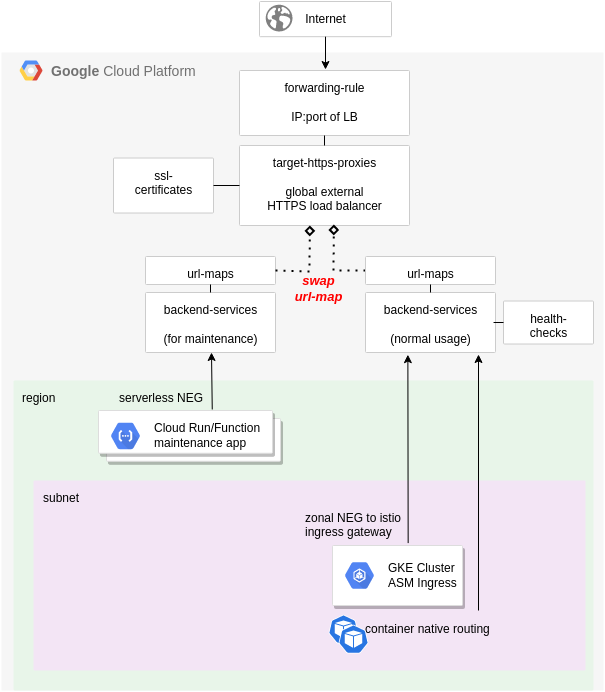 Internet
Google Cloud Platform
forwarding-rule
IP:port of LB
target-https-proxies
global external
HTTPS load balancer
ssl-
certificates
url-maps
swap
url-map
url-maps
backend-services
(for maintenance)
backend-services
(normal usage)
health-
checks
region
serverless NEG
Cloud Run/Function
maintenance app
subnet
zonal NEG to istio
ingress gateway
GKE Cluster
ASM Ingress
container native routing